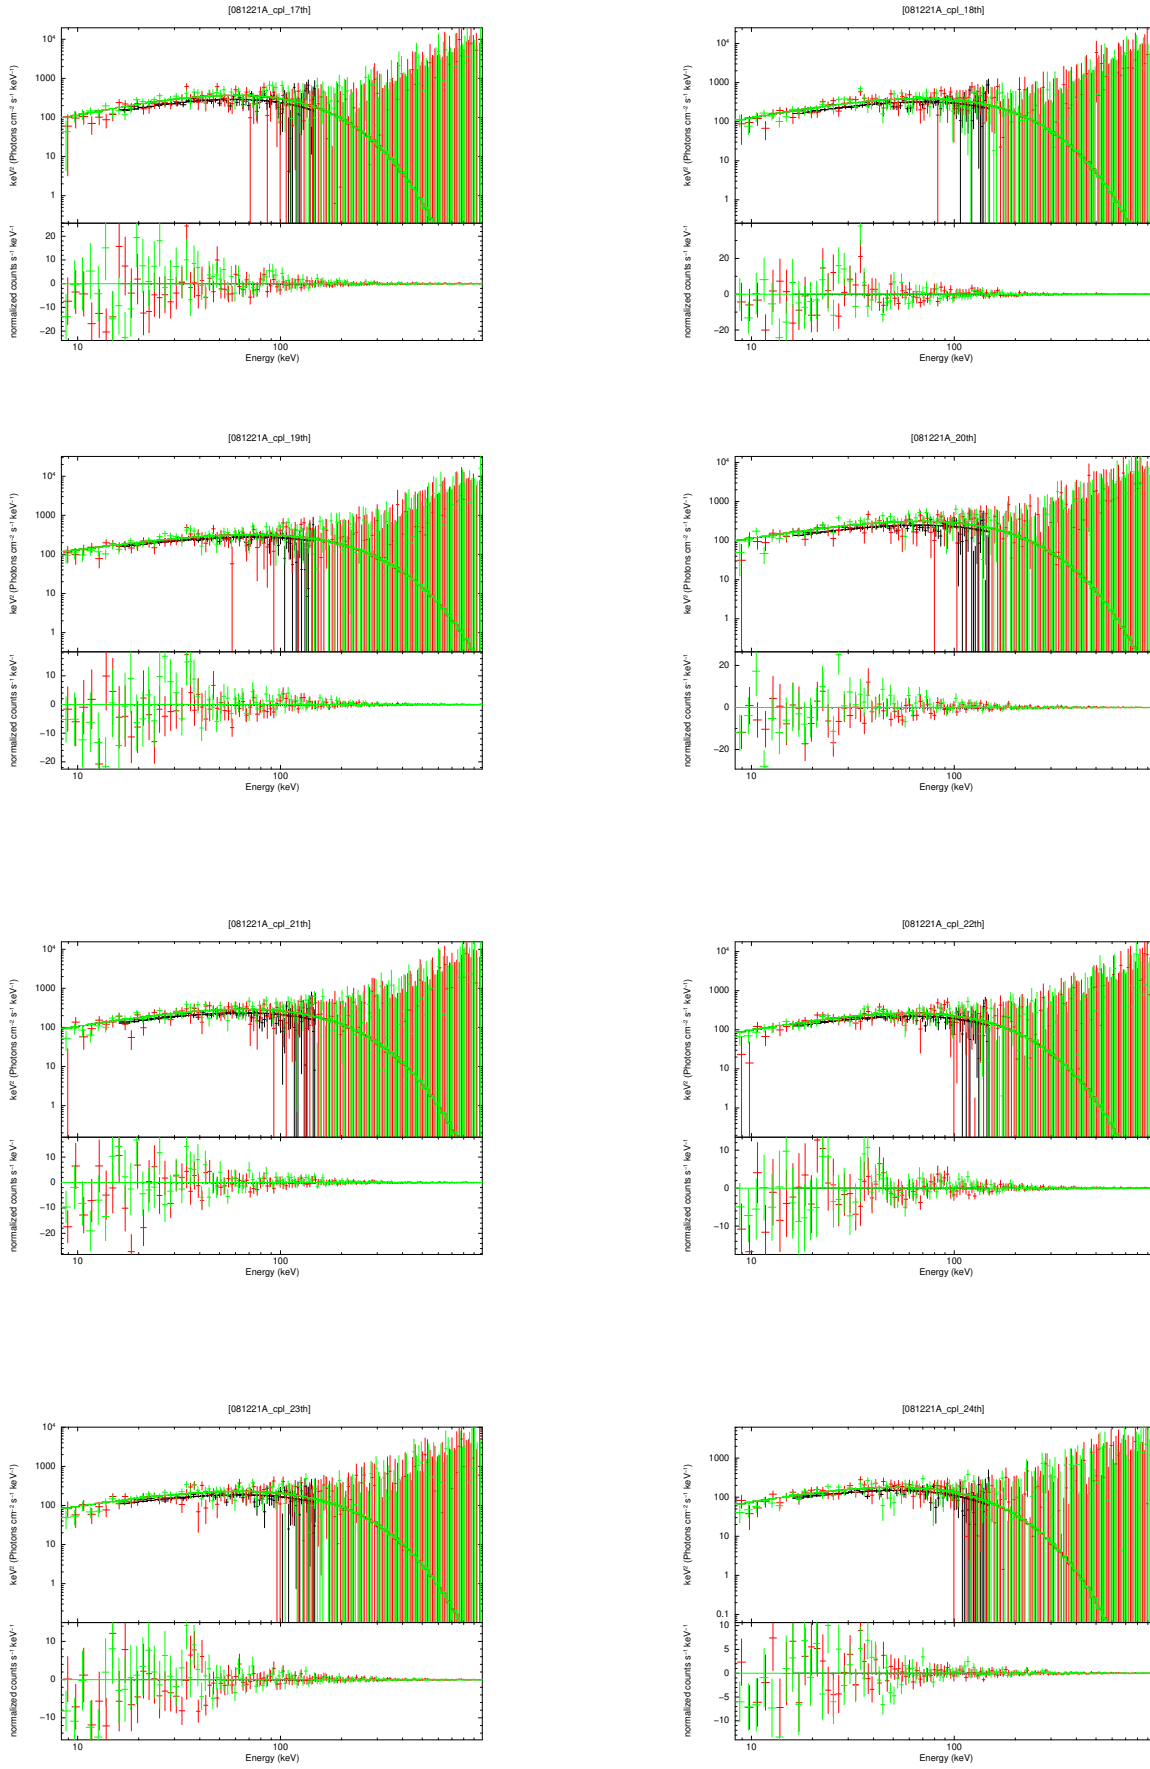 [081221A_cpl_17th]
10⁴
1000
100
10
1
keV² (Photons cm⁻² s⁻¹ keV⁻¹)
20
10
0
−10
−20
normalized counts s⁻¹ keV⁻¹
10
100
Energy (keV)
[081221A_cpl_18th]
10⁴
1000
100
10
1
keV² (Photons cm⁻² s⁻¹ keV⁻¹)
20
0
−20
normalized counts s⁻¹ keV⁻¹
10
100
Energy (keV)
[081221A_cpl_19th]
10⁴
1000
100
10
1
keV² (Photons cm⁻² s⁻¹ keV⁻¹)
10
0
−10
−20
normalized counts s⁻¹ keV⁻¹
10
100
Energy (keV)
[081221A_20th]
10⁴
1000
100
10
1
keV² (Photons cm⁻² s⁻¹ keV⁻¹)
20
0
−20
normalized counts s⁻¹ keV⁻¹
10
100
Energy (keV)
[081221A_cpl_21th]
10⁴
1000
100
10
1
keV² (Photons cm⁻² s⁻¹ keV⁻¹)
10
0
−10
−20
normalized counts s⁻¹ keV⁻¹
10
100
Energy (keV)
[081221A_cpl_22th]
10⁴
1000
100
10
1
keV² (Photons cm⁻² s⁻¹ keV⁻¹)
10
0
−10
normalized counts s⁻¹ keV⁻¹
10
100
Energy (keV)
[081221A_cpl_23th]
10⁴
1000
100
10
1
keV² (Photons cm⁻² s⁻¹ keV⁻¹)
10
0
−10
normalized counts s⁻¹ keV⁻¹
10
100
Energy (keV)
[081221A_cpl_24th]
1000
100
10
1
0.1
keV² (Photons cm⁻² s⁻¹ keV⁻¹)
10
5
0
−5
−10
normalized counts s⁻¹ keV⁻¹
10
100
Energy (keV)